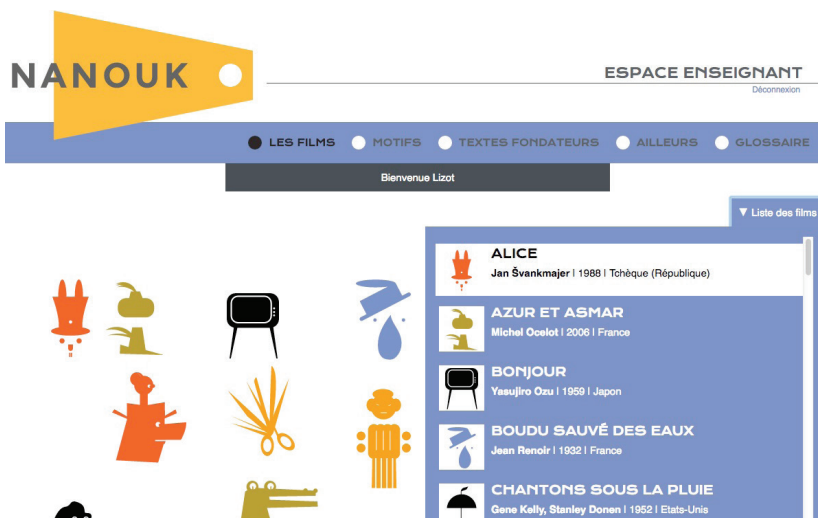 NANOUK
ESPACE ENSEIGNANT
Déconnexion
LES FILMS MOTIFS TEXTES FONDATEURS AILLEURS GLOSSAIRE
Bienvenue Lizot
▼ Liste des films
ALICE
Jan Švankmajer | 1988 | Tchèque (République)
AZUR ET ASMAR
Michel Ocelot | 2006 | France
BONJOUR
Yasujiro Ozu | 1959 | Japon
BOUDU SAUVÉ DES EAUX
Jean Renoir | 1932 | France
CHANTONS SOUS LA PLUIE
Gene Kelly, Stanley Donen | 1952 | Etats-Unis